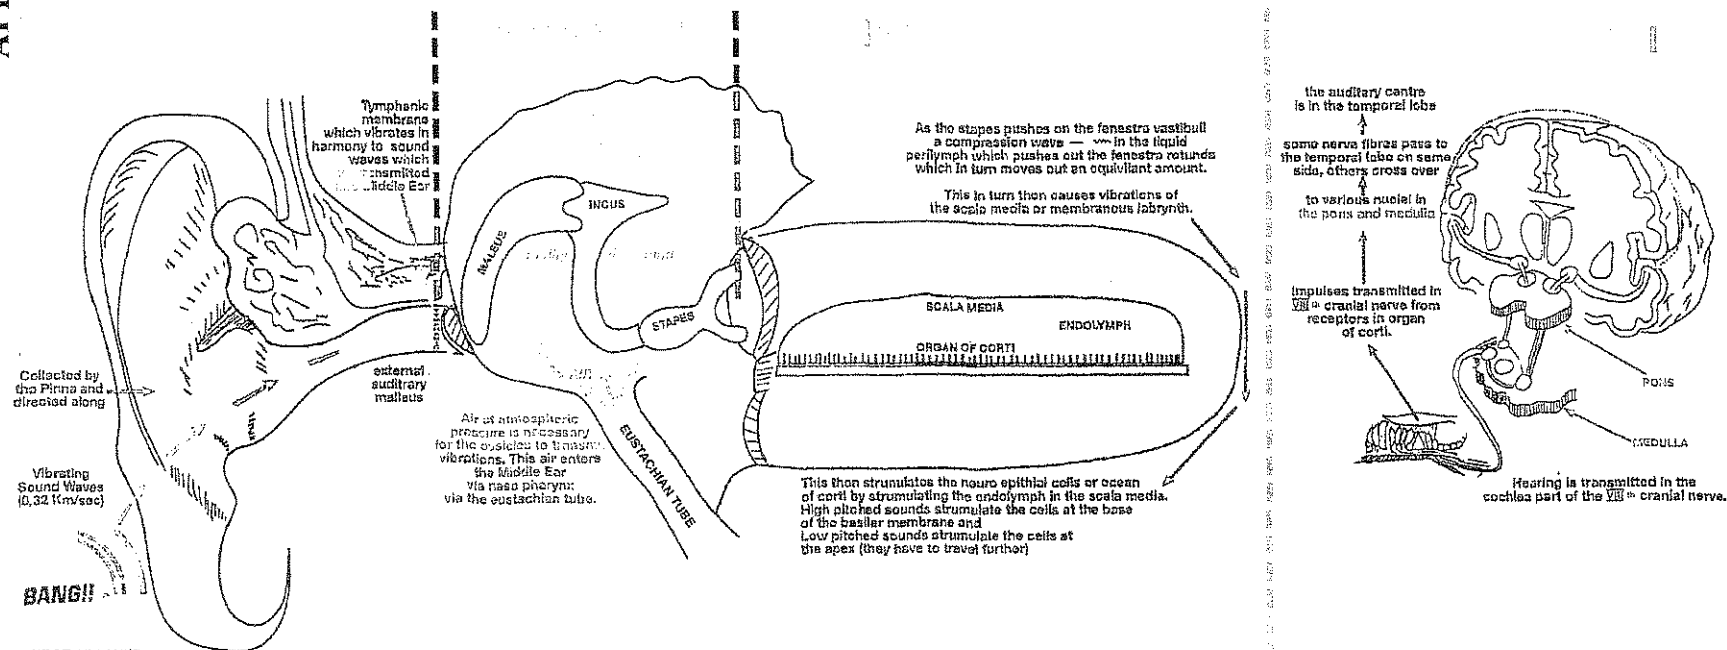 Tymphanic
membrane
which vibrates in
harmony to sound
waves which
transmitted
Middle Ear
Collected by
the Pinna and
directed along
Vibrating
Sound Waves
(0,32 Km/sec)
BANG!!
external
suditrary
malleus
MALEUS
INCUS
STAPES
Air at atmospheric
pressure is necessary
for the ossicles to transmit
vibrations. This air enters
the Middle Ear
via naso pharynx
via the eustachian tube.
EUSTACHIAN TUBE
As the stapes pushes on the fenestra vastibull
a compression wave — in the liquid
perilymph which pushes out the fenestra rotunda
which in turn moves out an equivilant amount.
This in turn then causes vibrations of
the scala media or membranous labrynth.
SCALA MEDIA
ENDOLYMPH
ORGAN OF CORTI
This then strumulates the neuro epithial cells or ocean
of corti by strumulating the endolymph in the scala media.
High pitched sounds strumulate the cells at the base
of the basiler membrane and
Low pitched sounds strumulate the cells at
the apex (they have to travel further)
the auditory centre
is in the temporal lobe
some nerve fibres pass to
the temporal lobe on same
side, others cross over
to various nuclei in
the pons and medulla
Impulses transmitted in
VIII th cranial nerve from
receptors in organ
of corti.
PONS
MEDULLA
Hearing is transmitted in the
cochlea part of the VIII th cranial nerve.